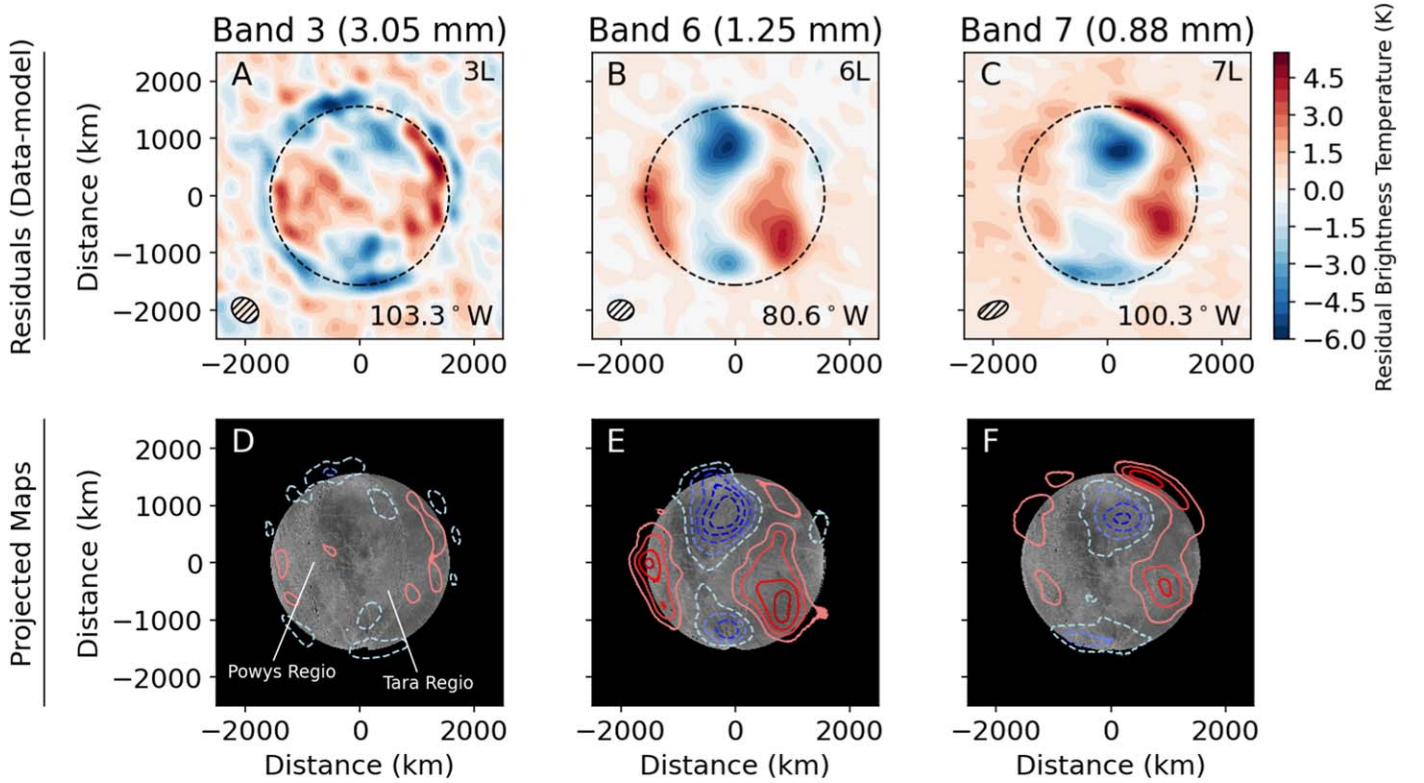 Band 3 (3.05 mm)
Band 6 (1.25 mm)
Band 7 (0.88 mm)
Residuals (Data-model)
Distance (km)
2000
1000
0
−1000
−2000
A
3L
103.3°W
−2000
0
2000
B
6L
80.6°W
−2000
0
2000
C
7L
100.3°W
−2000
0
2000
4.5
3.0
1.5
0.0
−1.5
−3.0
−4.5
−6.0
Residual Brightness Temperature (K)
Projected Maps
Distance (km)
2000
1000
0
−1000
−2000
D
Powys Regio
Tara Regio
−2000
0
2000
Distance (km)
E
−2000
0
2000
Distance (km)
F
−2000
0
2000
Distance (km)